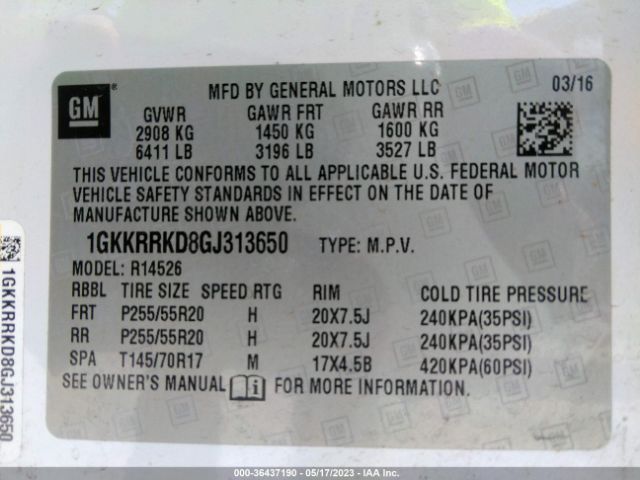 GM
MFD BY GENERAL MOTORS LLC 03/16
GVWR GAWR FRT GAWR RR
2908 KG 1450 KG 1600 KG
6411 LB 3196 LB 3527 LB
THIS VEHICLE CONFORMS TO ALL APPLICABLE U.S. FEDERAL MOTOR
VEHICLE SAFETY STANDARDS IN EFFECT ON THE DATE OF
MANUFACTURE SHOWN ABOVE.
1GKKRRKD8GJ313650 TYPE: M.P.V.
MODEL: R14526
RBBL TIRE SIZE SPEED RTG RIM COLD TIRE PRESSURE
FRT P255/55R20 H 20X7.5J 240KPA(35PSI)
RR P255/55R20 H 20X7.5J 240KPA(35PSI)
SPA T145/70R17 M 17X4.5B 420KPA(60PSI)
SEE OWNER'S MANUAL FOR MORE INFORMATION.
1GKKRRKD8GJ313650
000-36437190 - 05/17/2023 - IAA Inc.